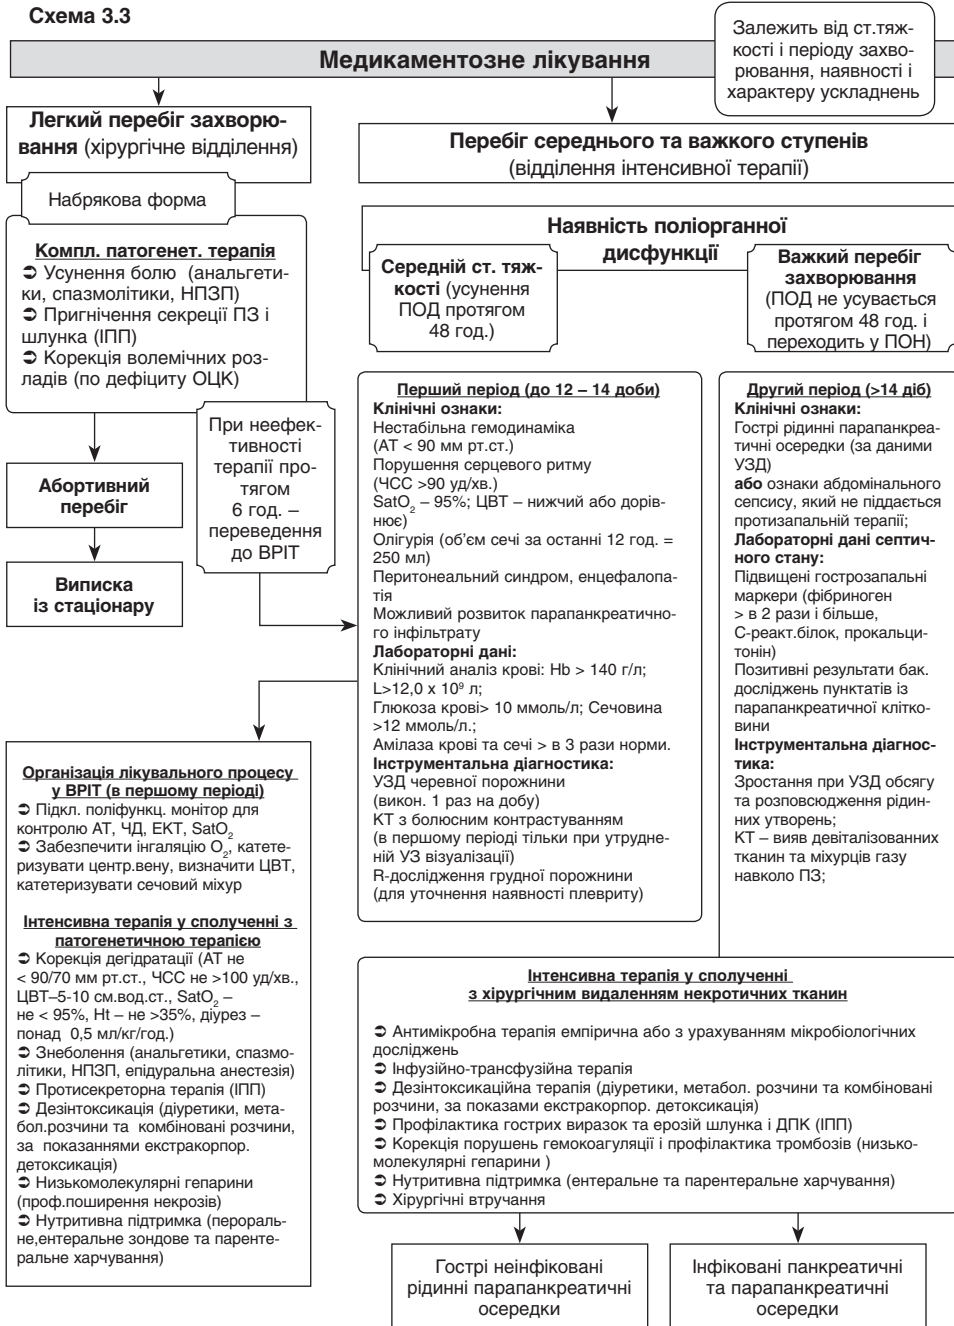 Схема 3.3
Залежить від ст.тяж-
кості і періоду захво-
рювання, наявності і
характеру ускладнень
Медикаментозне лікування
Легкий перебіг захворю-
вання (хірургічне відділення)
Перебіг середнього та важкого ступенів
(відділення інтенсивної терапії)
Набрякова форма
Компл. патогенет. терапія
➲ Усунення болю (анальгети-
ки, спазмолітики, НПЗП)
➲ Пригнічення секреції ПЗ і
шлунка (ІПП)
➲ Корекція волемічних роз-
ладів (по дефіциту ОЦК)
Наявність поліорганної
дисфункції
Середній ст. тяж-
кості (усунення
ПОД протягом
48 год.)
Важкий перебіг
захворювання
(ПОД не усувається
протягом 48 год. і
переходить у ПОН)
При неефек-
тивності
терапії про-
тягом
6 год. –
переведення
до ВРІТ
Абортивний
перебіг
Виписка
із стаціонару
Перший період (до 12 – 14 доби)
Клінічні ознаки:
Нестабільна гемодинаміка
(АТ < 90 мм рт.ст.)
Порушення серцевого ритму
(ЧСС >90 уд/хв.)
SatO₂ – 95%; ЦВТ – нижчий або дорів-
нює)
Олігурія (об’єм сечі за останні 12 год. =
250 мл)
Перитонеальний синдром, енцефалопа-
тія
Можливий розвиток парапанкреатично-
го інфільтрату
Лабораторні дані:
Клінічний аналіз крові: Hb > 140 г/л;
L>12,0 х 10⁹ л;
Глюкоза крові> 10 ммоль/л; Сечовина
>12 ммоль/л.;
Амілаза крові та сечі > в 3 рази норми.
Інструментальна діагностика:
УЗД черевної порожнини
(викон. 1 раз на добу)
КТ з болюсним контрастуванням
(в першому періоді тільки при утрудне-
ній УЗ візуалізації)
R-дослідження грудної порожнини
(для уточнення наявності плевриту)
Другий період (>14 діб)
Клінічні ознаки:
Гострі рідинні парапанкреа-
тичні осередки (за даними
УЗД)
або ознаки абдомінального
сепсису, який не піддається
протизапальній терапії;
Лабораторні дані септич-
ного стану:
Підвищені гострозапальні
маркери (фібриноген
> в 2 рази і більше,
С-реакт.білок, прокальци-
тонін)
Позитивні результати бак.
досліджень пунктатів із
парапанкреатичної клітко-
вини
Інструментальна діагнос-
тика:
Зростання при УЗД обсягу
та розповсюдження рідин-
них утворень;
КТ – вияв девіталізованних
тканин та міхурців газу
навколо ПЗ;
Організація лікувального процесу
у ВРІТ (в першому періоді)
➲ Підкл. поліфункц. монітор для
контролю АТ, ЧД, ЕКТ, SatO₂
➲ Забезпечити інгаляцію O₂, катете-
ризувати центр.вену, визначити ЦВТ,
катетеризувати сечовий міхур
Інтенсивна терапія у сполученні з
патогенетичною терапією
➲ Корекція дегідратації (АТ не
< 90/70 мм рт.ст., ЧСС не >100 уд/хв.,
ЦВТ–5-10 см.вод.ст., SatO₂ –
не < 95%, Ht – не >35%, діурез –
понад 0,5 мл/кг/год.)
➲ Знеболення (анальгетики, спазмо-
літики, НПЗП, епідуральна анестезія)
➲ Протисекреторна терапія (ІПП)
➲ Дезінтоксикація (діуретики, мета-
бол.розчини та комбіновані розчини,
за показаннями екстракорпор.
детоксикація)
➲ Низькомолекулярні гепарини
(проф.поширення некрозів)
➲ Нутритивна підтримка (перораль-
не,ентеральне зондове та паренте-
ральне харчування)
Інтенсивна терапія у сполученні
з хірургічним видаленням некротичних тканин
➲ Антимікробна терапія емпірична або з урахуванням мікробіологічних
досліджень
➲ Інфузійно-трансфузійна терапія
➲ Дезінтоксикаційна терапія (діуретики, метабол. розчини та комбіновані
розчини, за показами екстракорпор. детоксикація)
➲ Профілактика гострих виразок та ерозій шлунка і ДПК (ІПП)
➲ Корекція порушень гемокоагуляції і профілактика тромбозів (низько-
молекулярні гепарини )
➲ Нутритивна підтримка (ентеральне та парентеральне харчування)
➲ Хірургічні втручання
Гострі неінфіковані
рідинні парапанкреатичні
осередки
Інфіковані панкреатичні
та парапанкреатичні
осередки